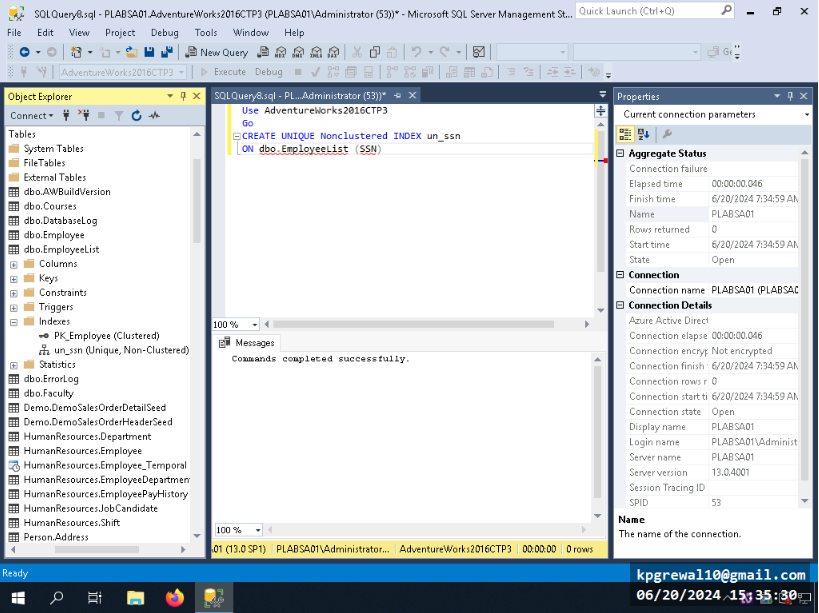 SQLQuery8.sql - PLABSA01.AdventureWorks2016CTP3 (PLABSA01\Administrator (53))* - Microsoft SQL Server Management St...
Quick Launch (Ctrl+Q)
File Edit View Project Debug Tools Window Help
New Query
AdventureWorks2016CTP3 Execute Debug
Object Explorer
Connect
Tables
System Tables
FileTables
External Tables
dbo.AWBuildVersion
dbo.Courses
dbo.DatabaseLog
dbo.Employee
dbo.EmployeeList
Columns
Keys
Constraints
Triggers
Indexes
PK_Employee (Clustered)
un_ssn (Unique, Non-Clustered)
Statistics
dbo.ErrorLog
dbo.Faculty
Demo.DemoSalesOrderDetailSeed
Demo.DemoSalesOrderHeaderSeed
HumanResources.Department
HumanResources.Employee
HumanResources.Employee_Temporal
HumanResources.EmployeeDepartmen
HumanResources.EmployeePayHistory
HumanResources.JobCandidate
HumanResources.Shift
Person.Address
SQLQuery8.sql - PL...Administrator (53))*
Use AdventureWorks2016CTP3
Go
CREATE UNIQUE Nonclustered INDEX un_ssn
ON dbo.EmployeeList (SSN)
100 %
Messages
Commands completed successfully.
100 %
A01 (13.0 SP1) PLABSA01\Administrator... AdventureWorks2016CTP3 00:00:00 0 rows
Properties
Current connection parameters
Aggregate Status
Connection failure
Elapsed time 00:00:00.046
Finish time 6/20/2024 7:34:59 AM
Name PLABSA01
Rows returned 0
Start time 6/20/2024 7:34:59 AM
State Open
Connection
Connection name PLABSA01 (PLABSA0
Connection Details
Azure Active Direct
Connection elapse 00:00:00.046
Connection encryp Not encrypted
Connection finish 6/20/2024 7:34:59 AM
Connection rows r 0
Connection start ti 6/20/2024 7:34:59 AM
Connection state Open
Display name PLABSA01
Login name PLABSA01\Administ
Server name PLABSA01
Server version 13.0.4001
Session Tracing ID
SPID 53
Name
The name of the connection.
Ready
kpgrewal10@gmail.com
06/20/2024 15:35:30